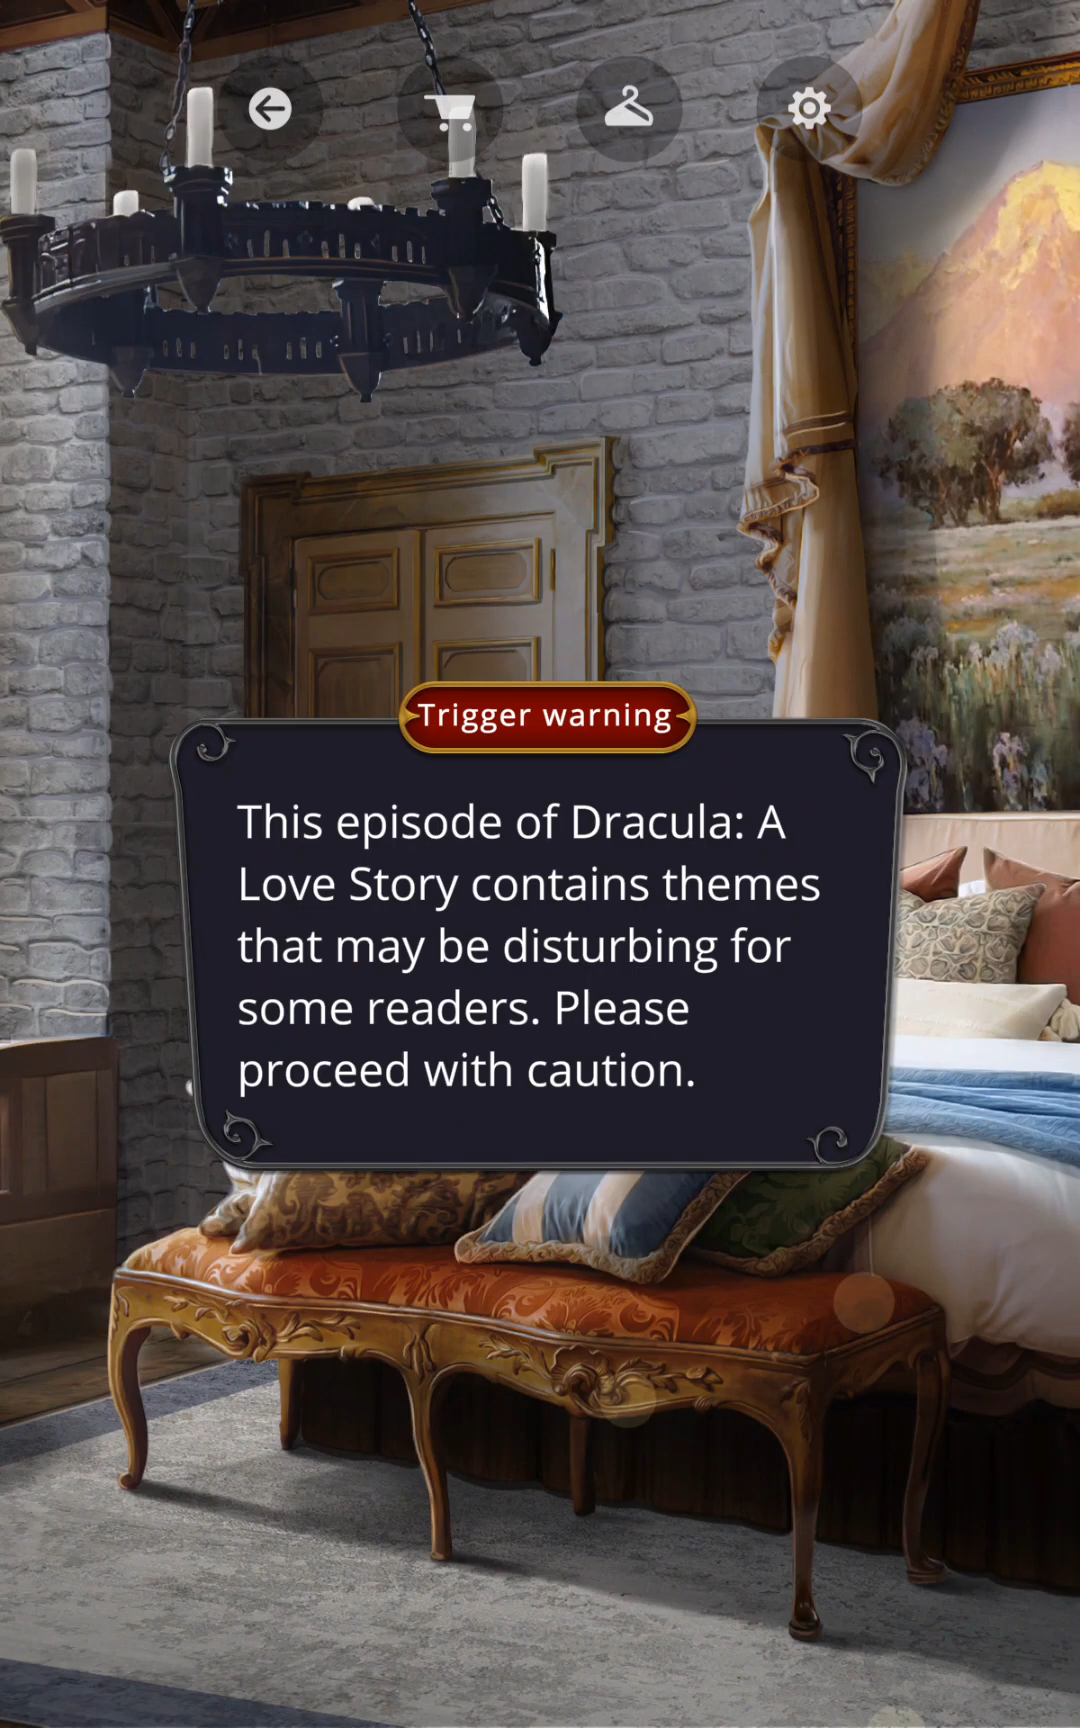 Trigger warning
This episode of Dracula: A
Love Story contains themes
that may be disturbing for
some readers. Please
proceed with caution.